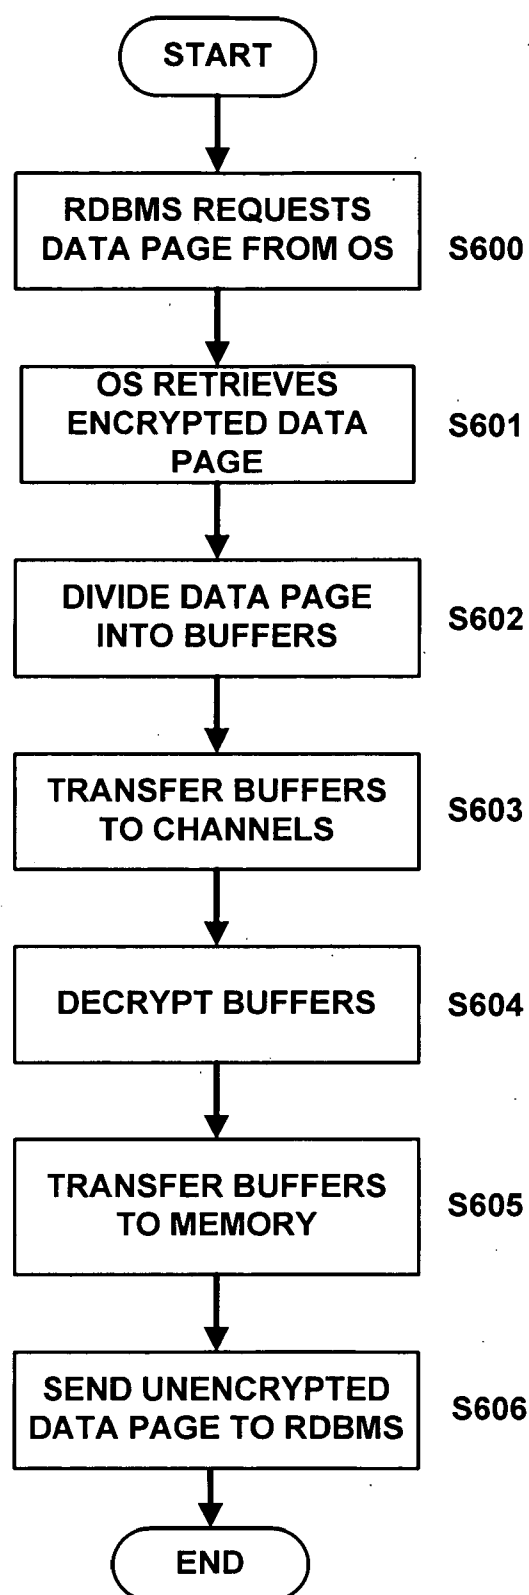 START
RDBMS REQUESTS
DATA PAGE FROM OS
S600
OS RETRIEVES
ENCRYPTED DATA
PAGE
S601
DIVIDE DATA PAGE
INTO BUFFERS
S602
TRANSFER BUFFERS
TO CHANNELS
S603
DECRYPT BUFFERS
S604
TRANSFER BUFFERS
TO MEMORY
S605
SEND UNENCRYPTED
DATA PAGE TO RDBMS
S606
END